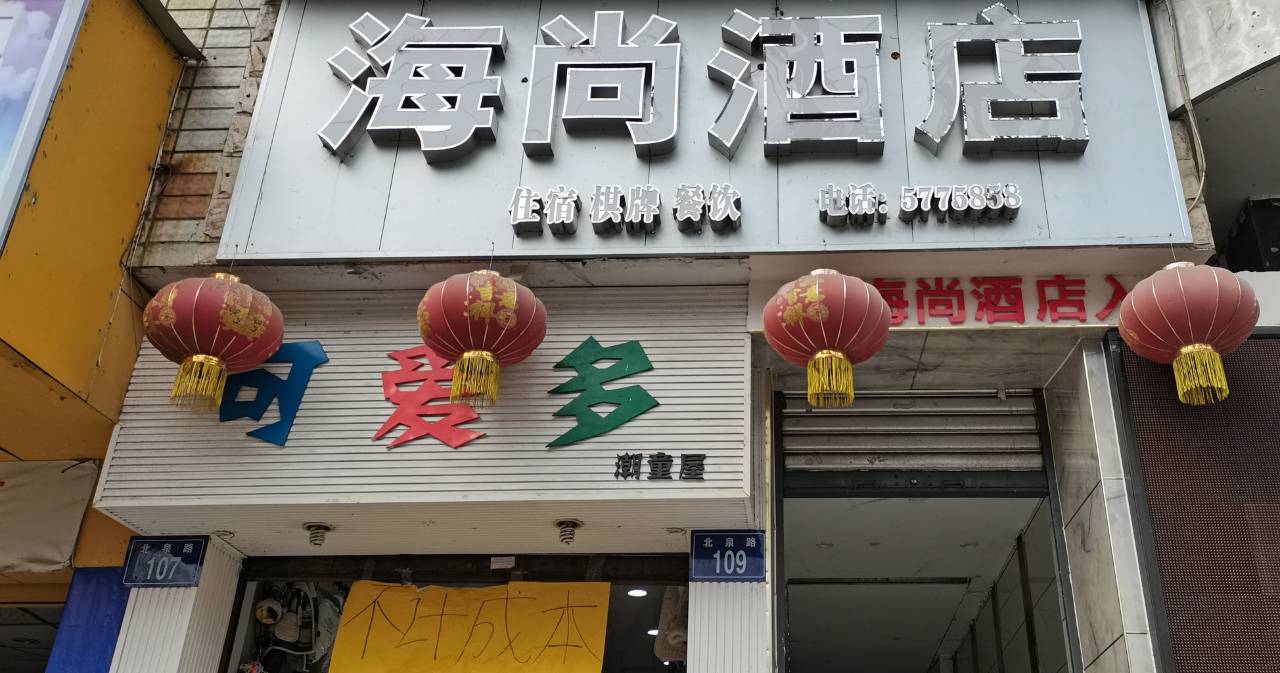 海尚酒店
住宿 棋牌 餐饮 电话: 5775858
海尚酒店入
可爱多
潮童屋
北泉路
107
北泉路
109
不计成本